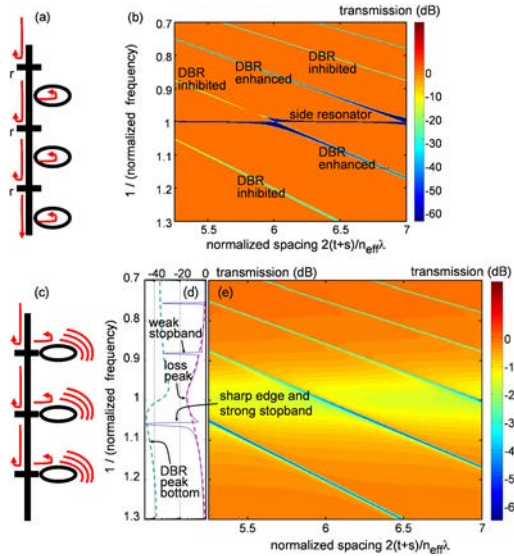 (a)
r
r
r
(b)
transmission (dB)
1 / (normalized frequency)
0.7
0.8
0.9
1
1.1
1.2
1.3
DBR
inhibited
DBR
enhanced
DBR
inhibited
side resonator
DBR
enhanced
DBR
inhibited
5.5
6
6.5
7
normalized spacing 2(t+s)/n_effλ
0
-10
-20
-30
-40
-50
-60
(c)
transmission (dB)
transmission (dB)
-40
-20
0
(d)
(e)
1 / (normalized frequency)
0.7
0.8
0.9
1
1.1
1.2
1.3
weak
stopband
loss
peak
sharp edge and
strong stopband
DBR
peak
bottom
5.5
6
6.5
7
normalized spacing 2(t+s)/n_effλ
0
-1
-2
-3
-4
-5
-6